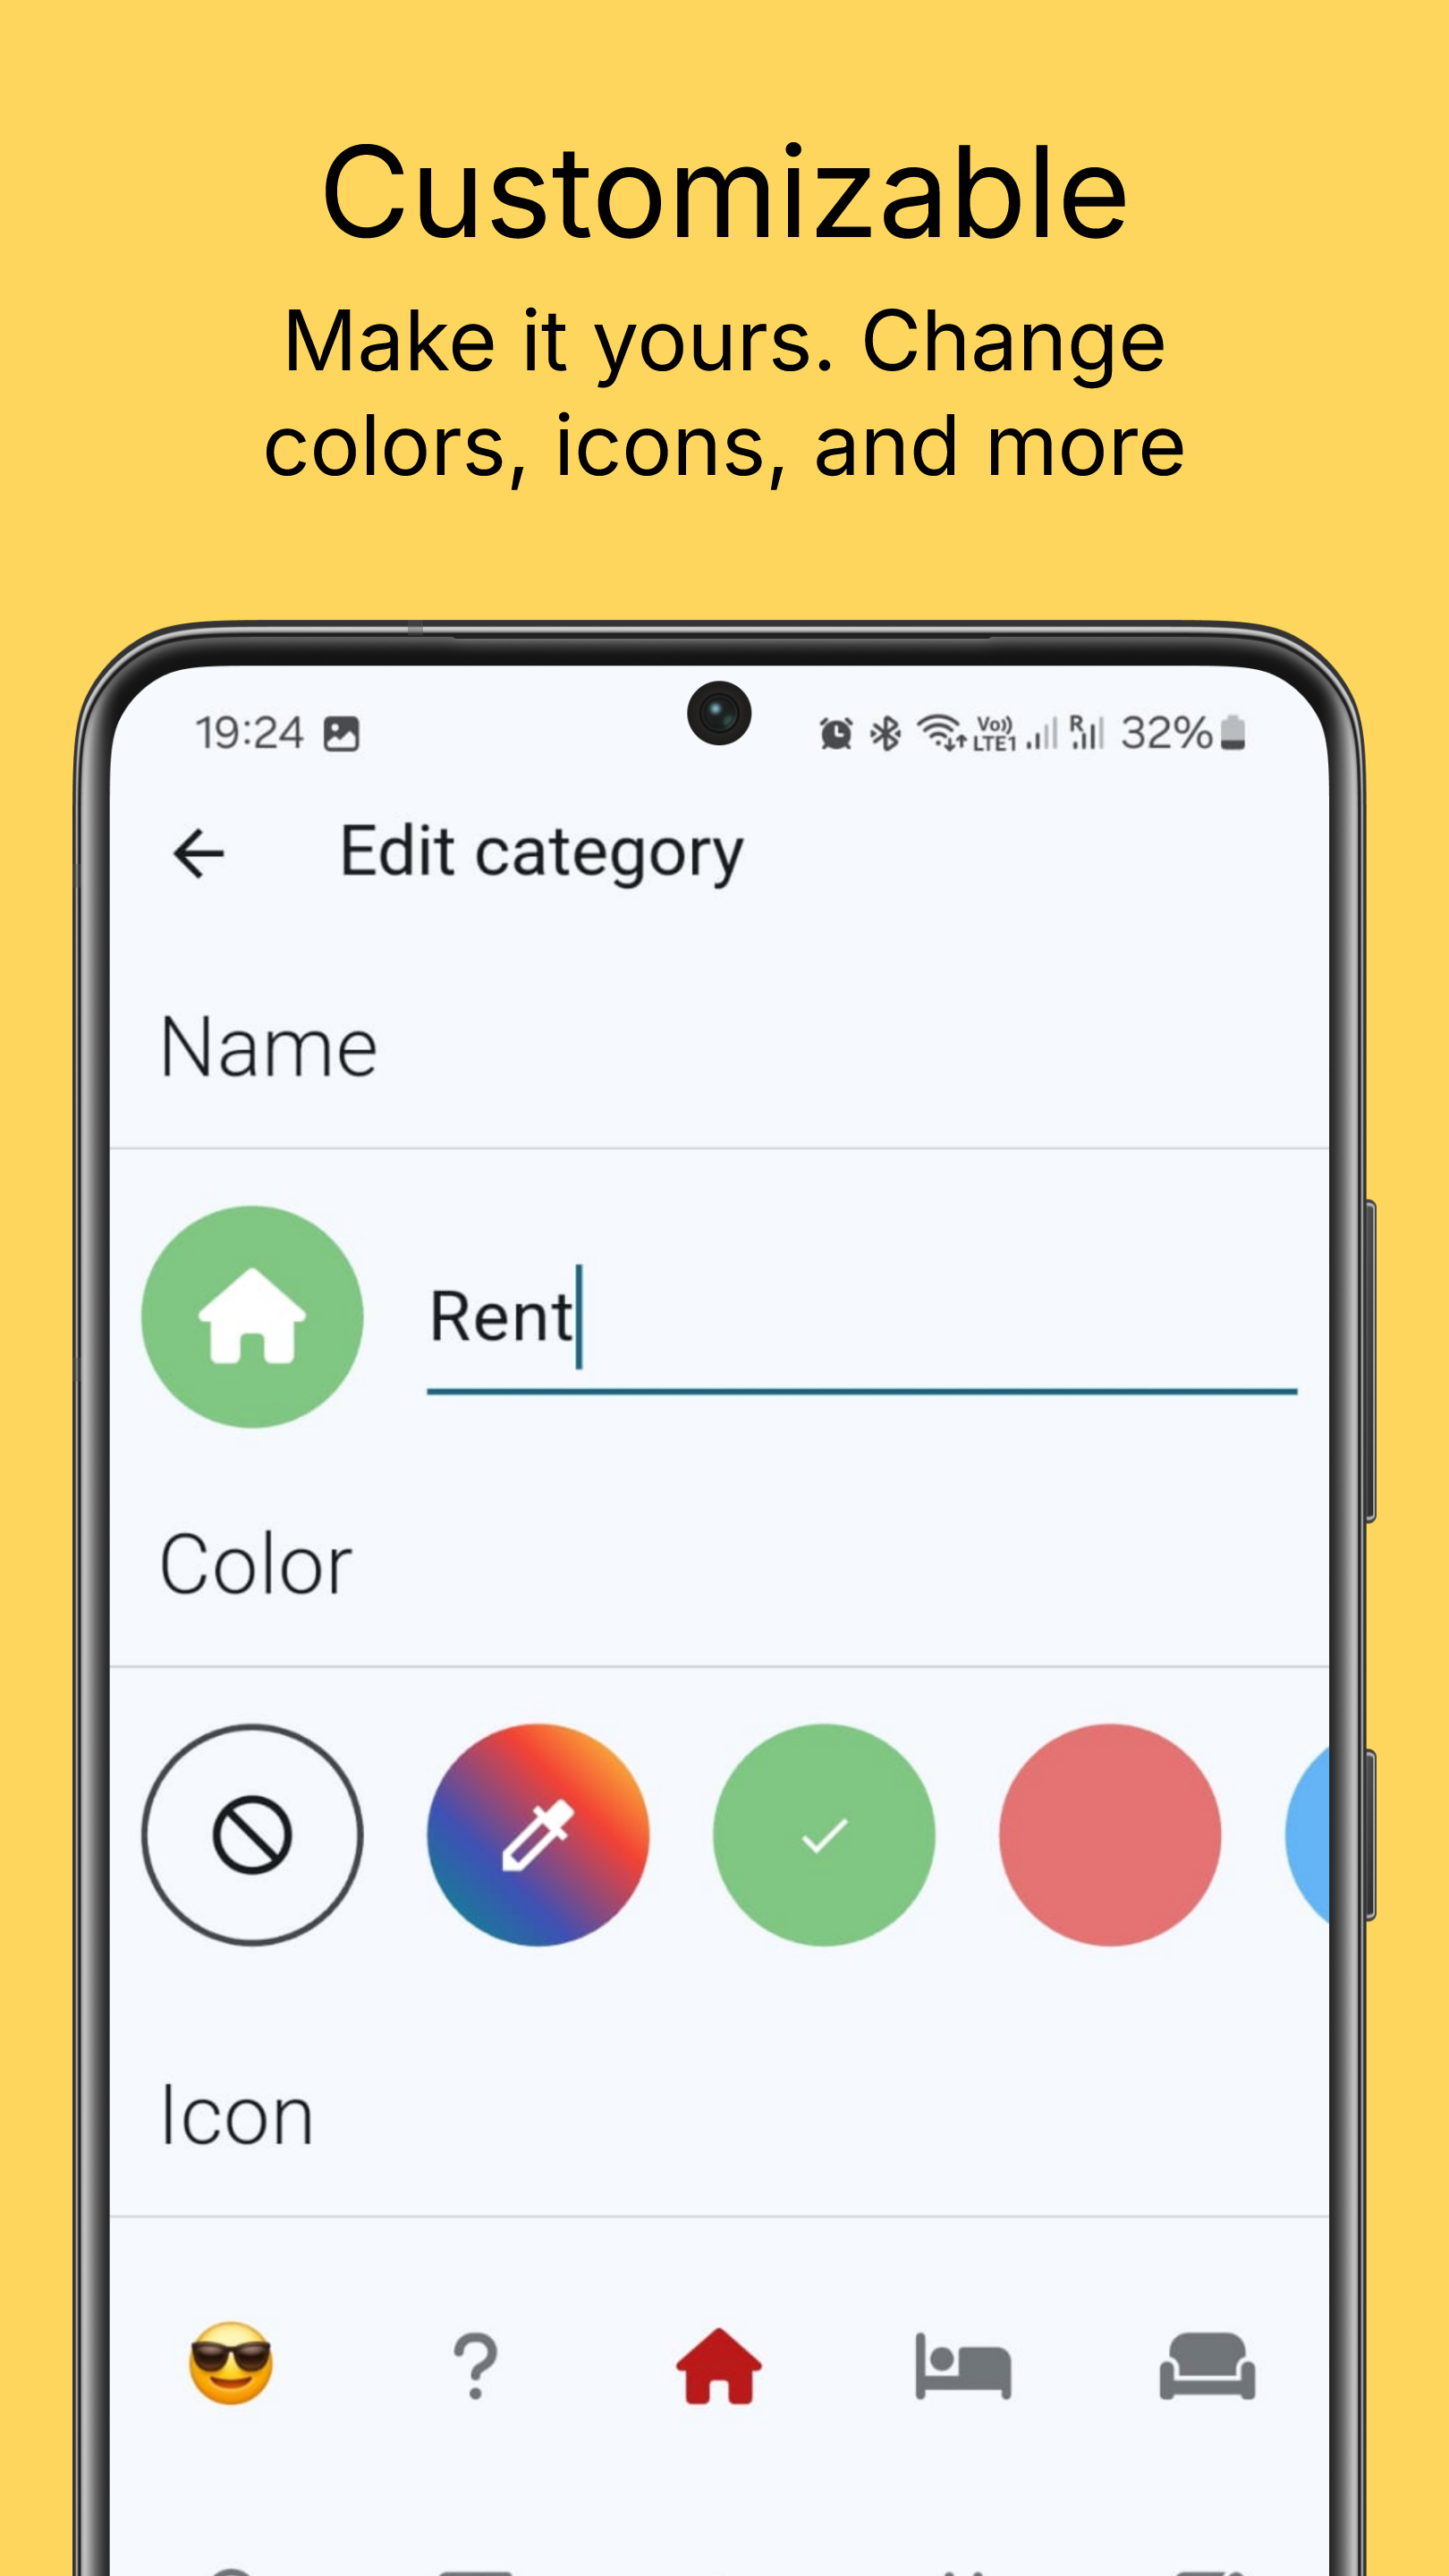 Customizable
Make it yours. Change
colors, icons, and more
19:24
Vo)) LTE1 R 32%
Edit category
Name
Rent
Color
Icon
?